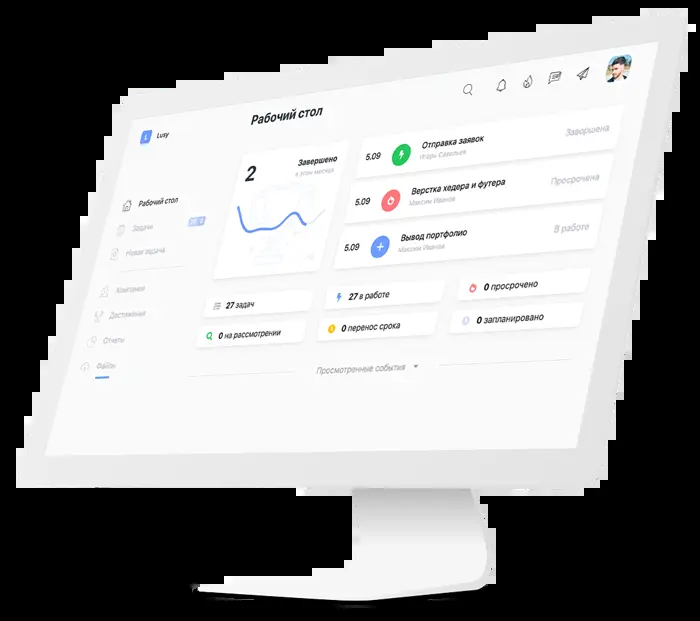 L Lusy
Рабочий стол
Рабочий стол
Задачи
Новая задача
Компания
Достижения
Отчеты
Файлы
2
Завершено
в этом месяце
5.09
Отправка заявок
Игорь Савельев
Завершена
5.09
Верстка хедера и футера
Максим Иванов
Просрочена
5.09
Вывод портфолио
Максим Иванов
В работе
27 задач
27 в работе
0 просрочено
0 на рассмотрении
0 перенос срока
0 запланировано
Просмотренные события